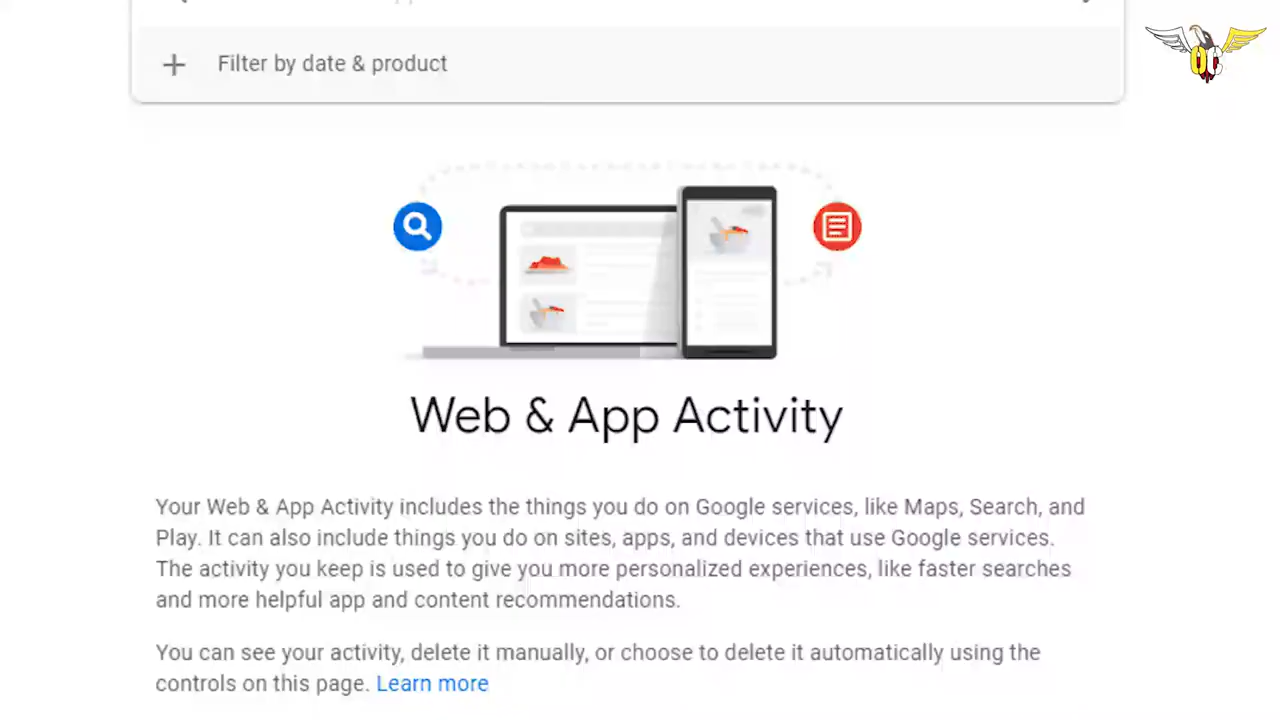 Filter by date & product
OC
Web & App Activity
Your Web & App Activity includes the things you do on Google services, like Maps, Search, and
Play. It can also include things you do on sites, apps, and devices that use Google services.
The activity you keep is used to give you more personalized experiences, like faster searches
and more helpful app and content recommendations.
You can see your activity, delete it manually, or choose to delete it automatically using the
controls on this page. Learn more